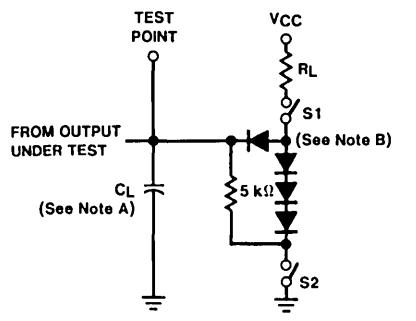 TEST
POINT
VCC
RL
S1
FROM OUTPUT
UNDER TEST
(See Note B)
CL
(See Note A)
5 kΩ
S2